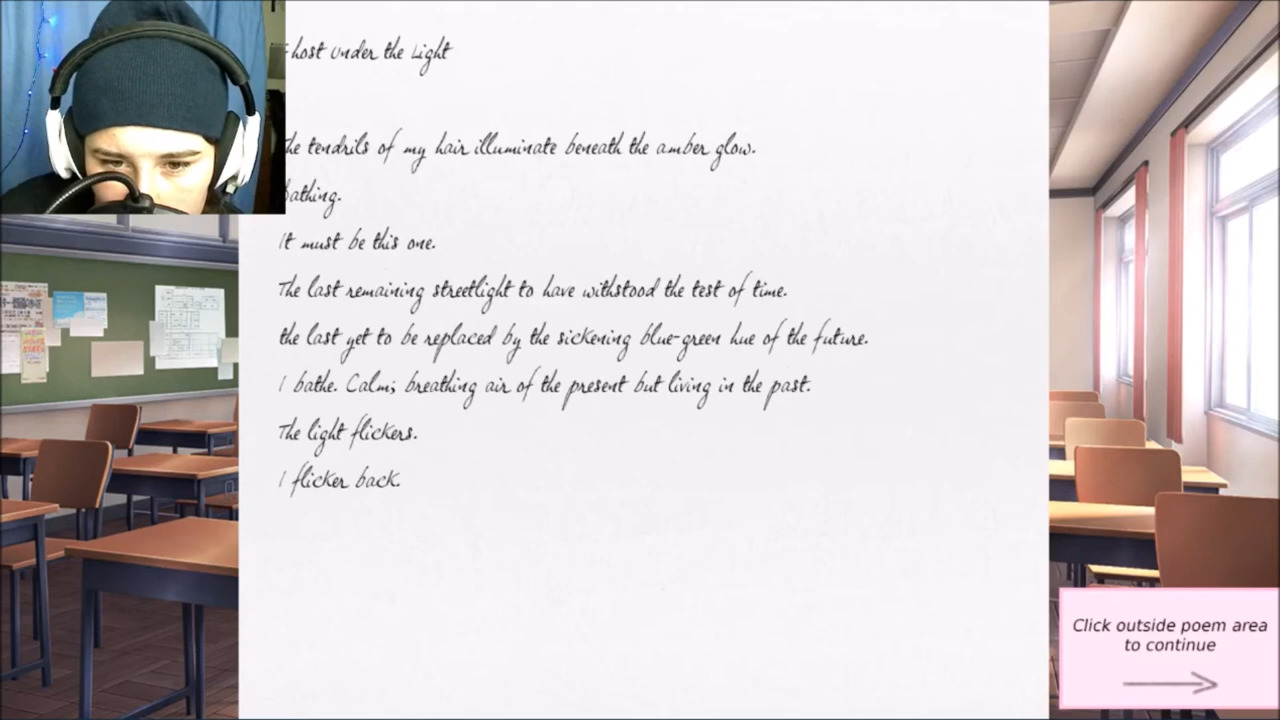 host Under the Light
he tendrils of my hair illuminate beneath the amber glow.
bathing.
It must be this one.
The last remaining streetlight to have withstood the test of time.
the last yet to be replaced by the sickening blue-green hue of the future.
I bathe. Calm; breathing air of the present but living in the past.
The light flickers.
I flicker back.
Click outside poem area
to continue